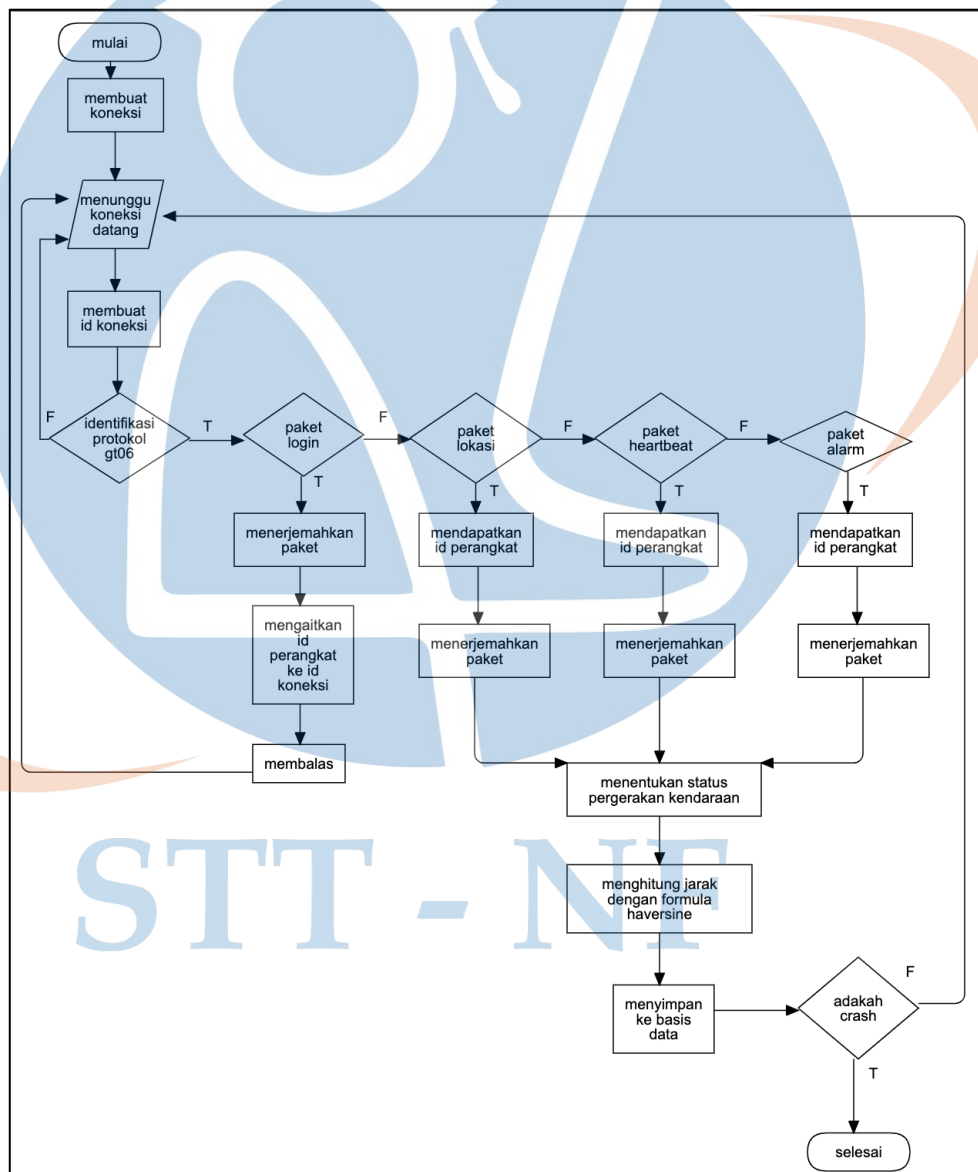 mulai
membuat
koneksi
menunggu
koneksi
datang
membuat
id koneksi
F
identifikasi
protokol
gt06
T
paket
login
F
paket
lokasi
F
paket
heartbeat
F
paket
alarm
T
T
T
T
menerjemahkan
paket
mendapatkan
id perangkat
mendapatkan
id perangkat
mendapatkan
id perangkat
mengaitkan
id
perangkat
ke id
koneksi
menerjemahkan
paket
menerjemahkan
paket
menerjemahkan
paket
membalas
menentukan status
pergerakan kendaraan
STT - NF
menghitung jarak
dengan formula
haversine
menyimpan
ke basis
data
adakah
crash
F
T
selesai